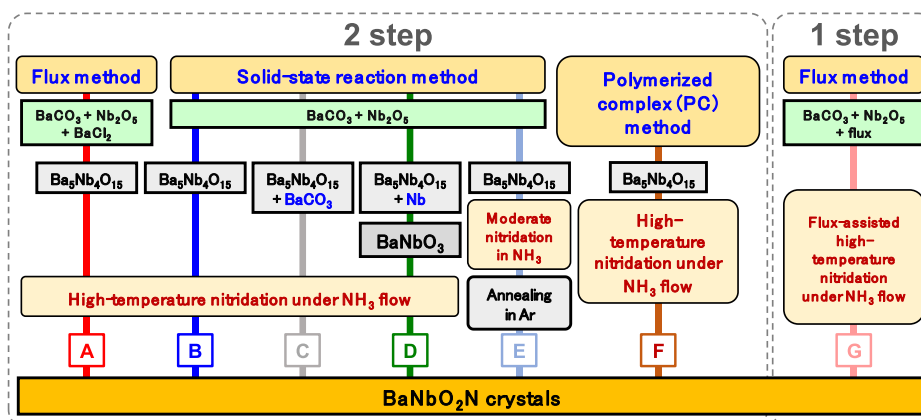 2 step
1 step
Flux method
Solid-state reaction method
Polymerized
complex (PC)
method
Flux method
BaCO₃ + Nb₂O₅
+ BaCl₂
BaCO₃ + Nb₂O₅
BaCO₃ + Nb₂O₅
+ flux
Ba₅Nb₄O₁₅
Ba₅Nb₄O₁₅
Ba₅Nb₄O₁₅
+ BaCO₃
Ba₅Nb₄O₁₅
+ Nb
Ba₅Nb₄O₁₅
Ba₅Nb₄O₁₅
BaNbO₃
Moderate
nitridation
in NH₃
High-
temperature
nitridation under
NH₃ flow
Flux-assisted
high-
temperature
nitridation
under NH₃ flow
High-temperature nitridation under NH₃ flow
Annealing
in Ar
A
B
C
D
E
F
G
BaNbO₂N crystals